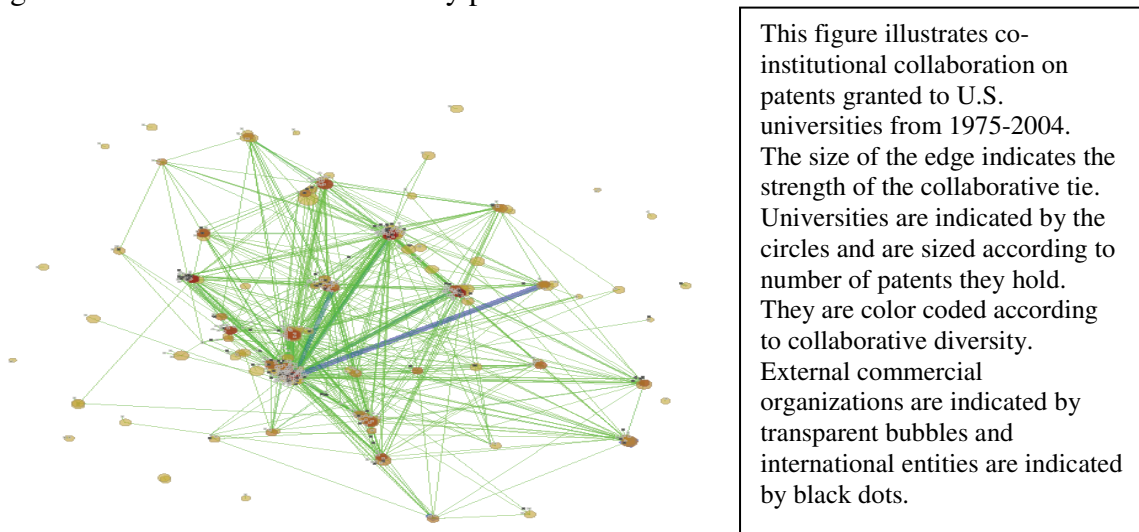 This figure illustrates co-
institutional collaboration on
patents granted to U.S.
universities from 1975-2004.
The size of the edge indicates the
strength of the collaborative tie.
Universities are indicated by the
circles and are sized according to
number of patents they hold.
They are color coded according
to collaborative diversity.
External commercial
organizations are indicated by
transparent bubbles and
international entities are indicated
by black dots.